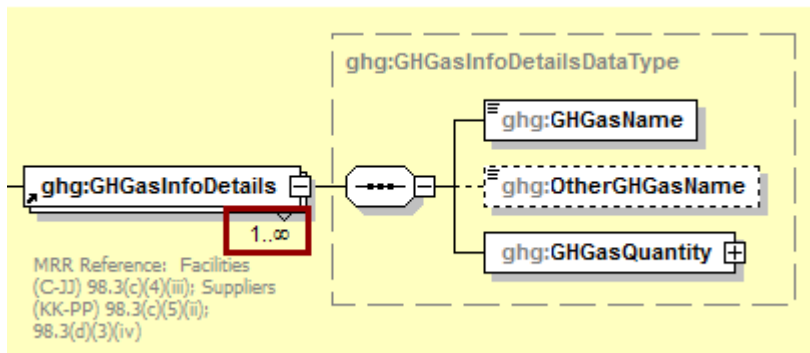 ghg:GHGasInfoDetailsDataType
ghg:GHGasName
ghg:GHGasInfoDetails
ghg:OtherGHGasName
1..∞
ghg:GHGasQuantity
MRR Reference: Facilities
(C-JJ) 98.3(c)(4)(iii); Suppliers
(KK-PP) 98.3(c)(5)(ii);
98.3(d)(3)(iv)